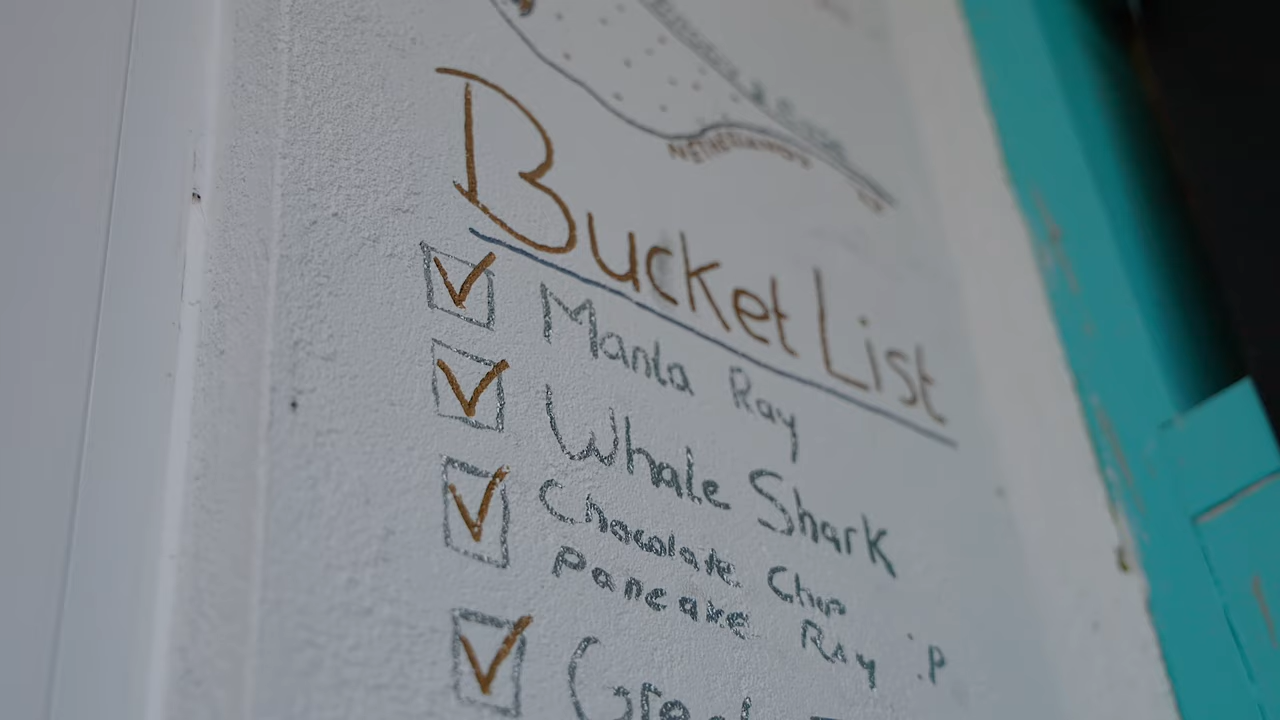 NETHERLANDS
Bucket List
Manta Ray
Whale Shark
Chocolate Chip
Pancake Ray :P